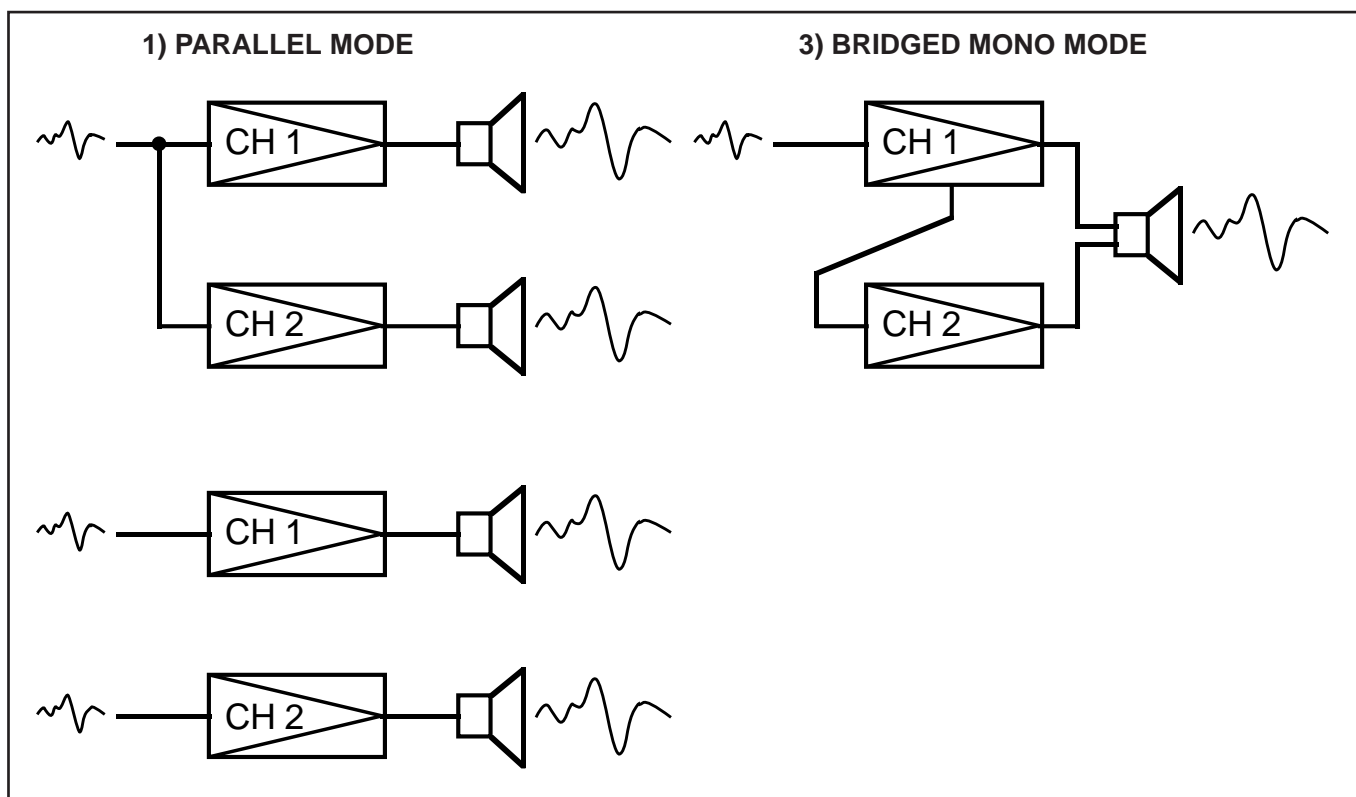 1) PARALLEL MODE
CH 1
CH 2
CH 1
CH 2
3) BRIDGED MONO MODE
CH 1
CH 2